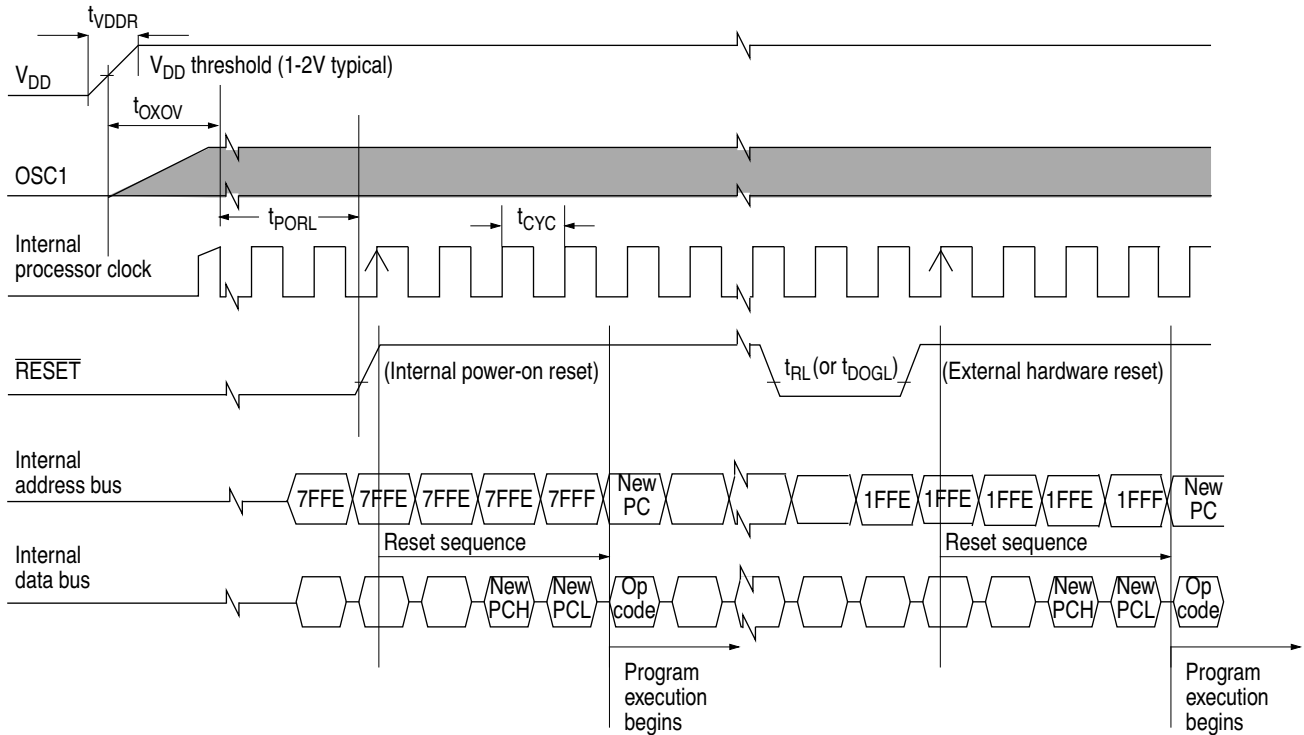 tVDDR
VDD
VDD threshold (1-2V typical)
tOXOV
OSC1
tPORL
tCYC
Internal
processor clock
RESET
(Internal power-on reset)
tRL (or tDOGL)
(External hardware reset)
Internal
address bus
7FFE 7FFE 7FFE 7FFE 7FFF New PC 1FFE 1FFE 1FFE 1FFE 1FFF New PC
Reset sequence Reset sequence
Internal
data bus
New PCH New PCL Op code New PCH New PCL Op code
Program
execution
begins
Program
execution
begins